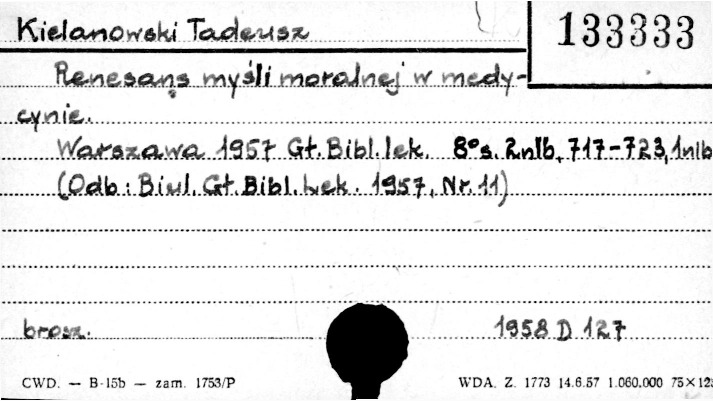 Kielanowski Tadeusz
133333
Renesans myśli moralnej w medy-
cynie.
Warszawa 1957 Gł. Bibl. lek. 8° s. 2nlb, 717-723, 1nlb
(Odb: Biul. Gł. Bibl. Lek. 1957, Nr. 11)
brosz.
1958 D 127
CWD. — B-15b — zam. 1753/P
WDA. Z. 1773 14.6.57 1.060.000 75×125